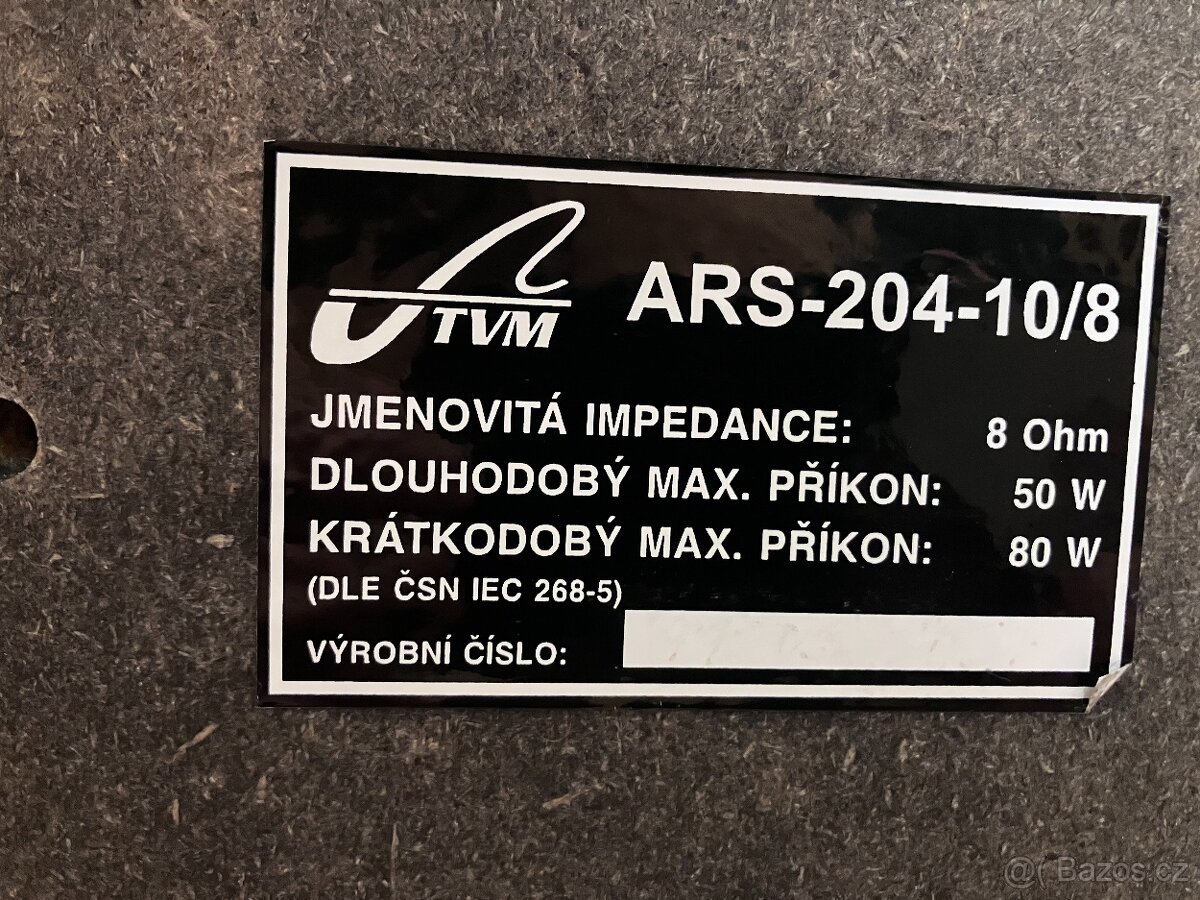 TVM
ARS-204-10/8
JMENOVITÁ IMPEDANCE: 8 Ohm
DLOUHODOBÝ MAX. PŘÍKON: 50 W
KRÁTKODOBÝ MAX. PŘÍKON: 80 W
(DLE ČSN IEC 268-5)
VÝROBNÍ ČÍSLO:
@( Bazos.cz